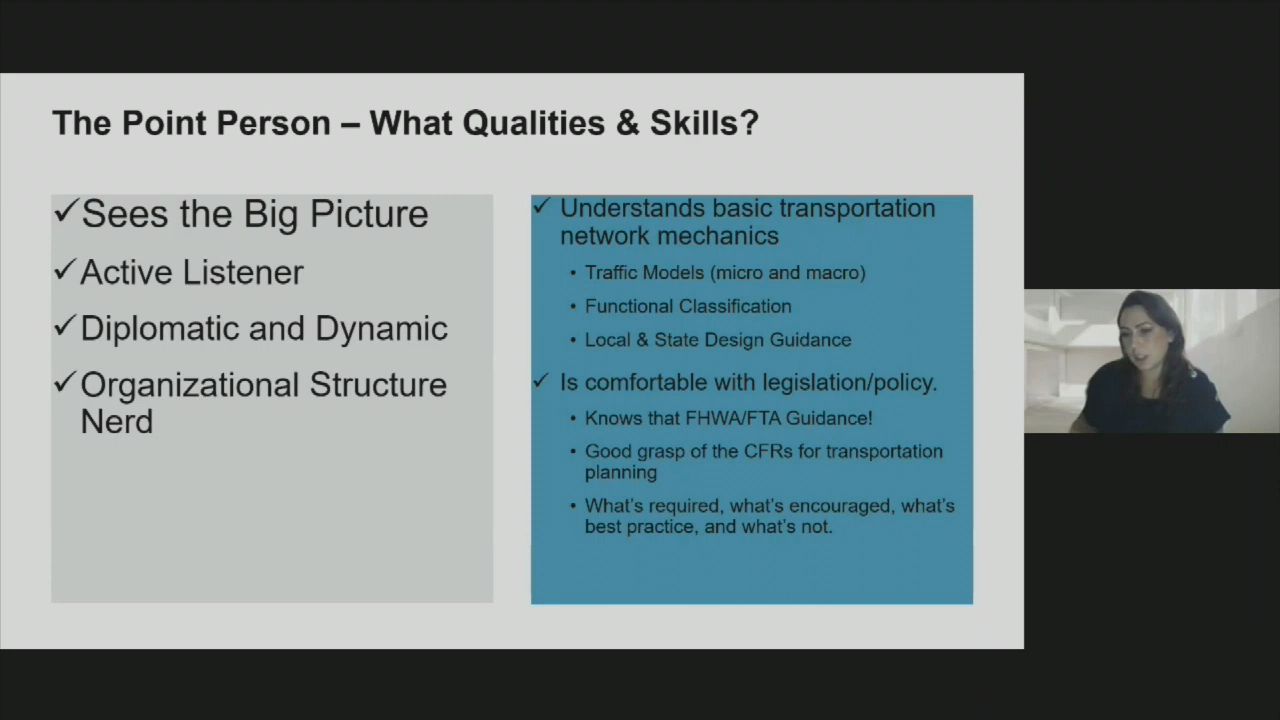 The Point Person – What Qualities & Skills?
✓Sees the Big Picture
✓Active Listener
✓Diplomatic and Dynamic
✓Organizational Structure
Nerd
✓ Understands basic transportation
network mechanics
• Traffic Models (micro and macro)
• Functional Classification
• Local & State Design Guidance
✓ Is comfortable with legislation/policy.
• Knows that FHWA/FTA Guidance!
• Good grasp of the CFRs for transportation
planning
• What’s required, what’s encouraged, what’s
best practice, and what’s not.